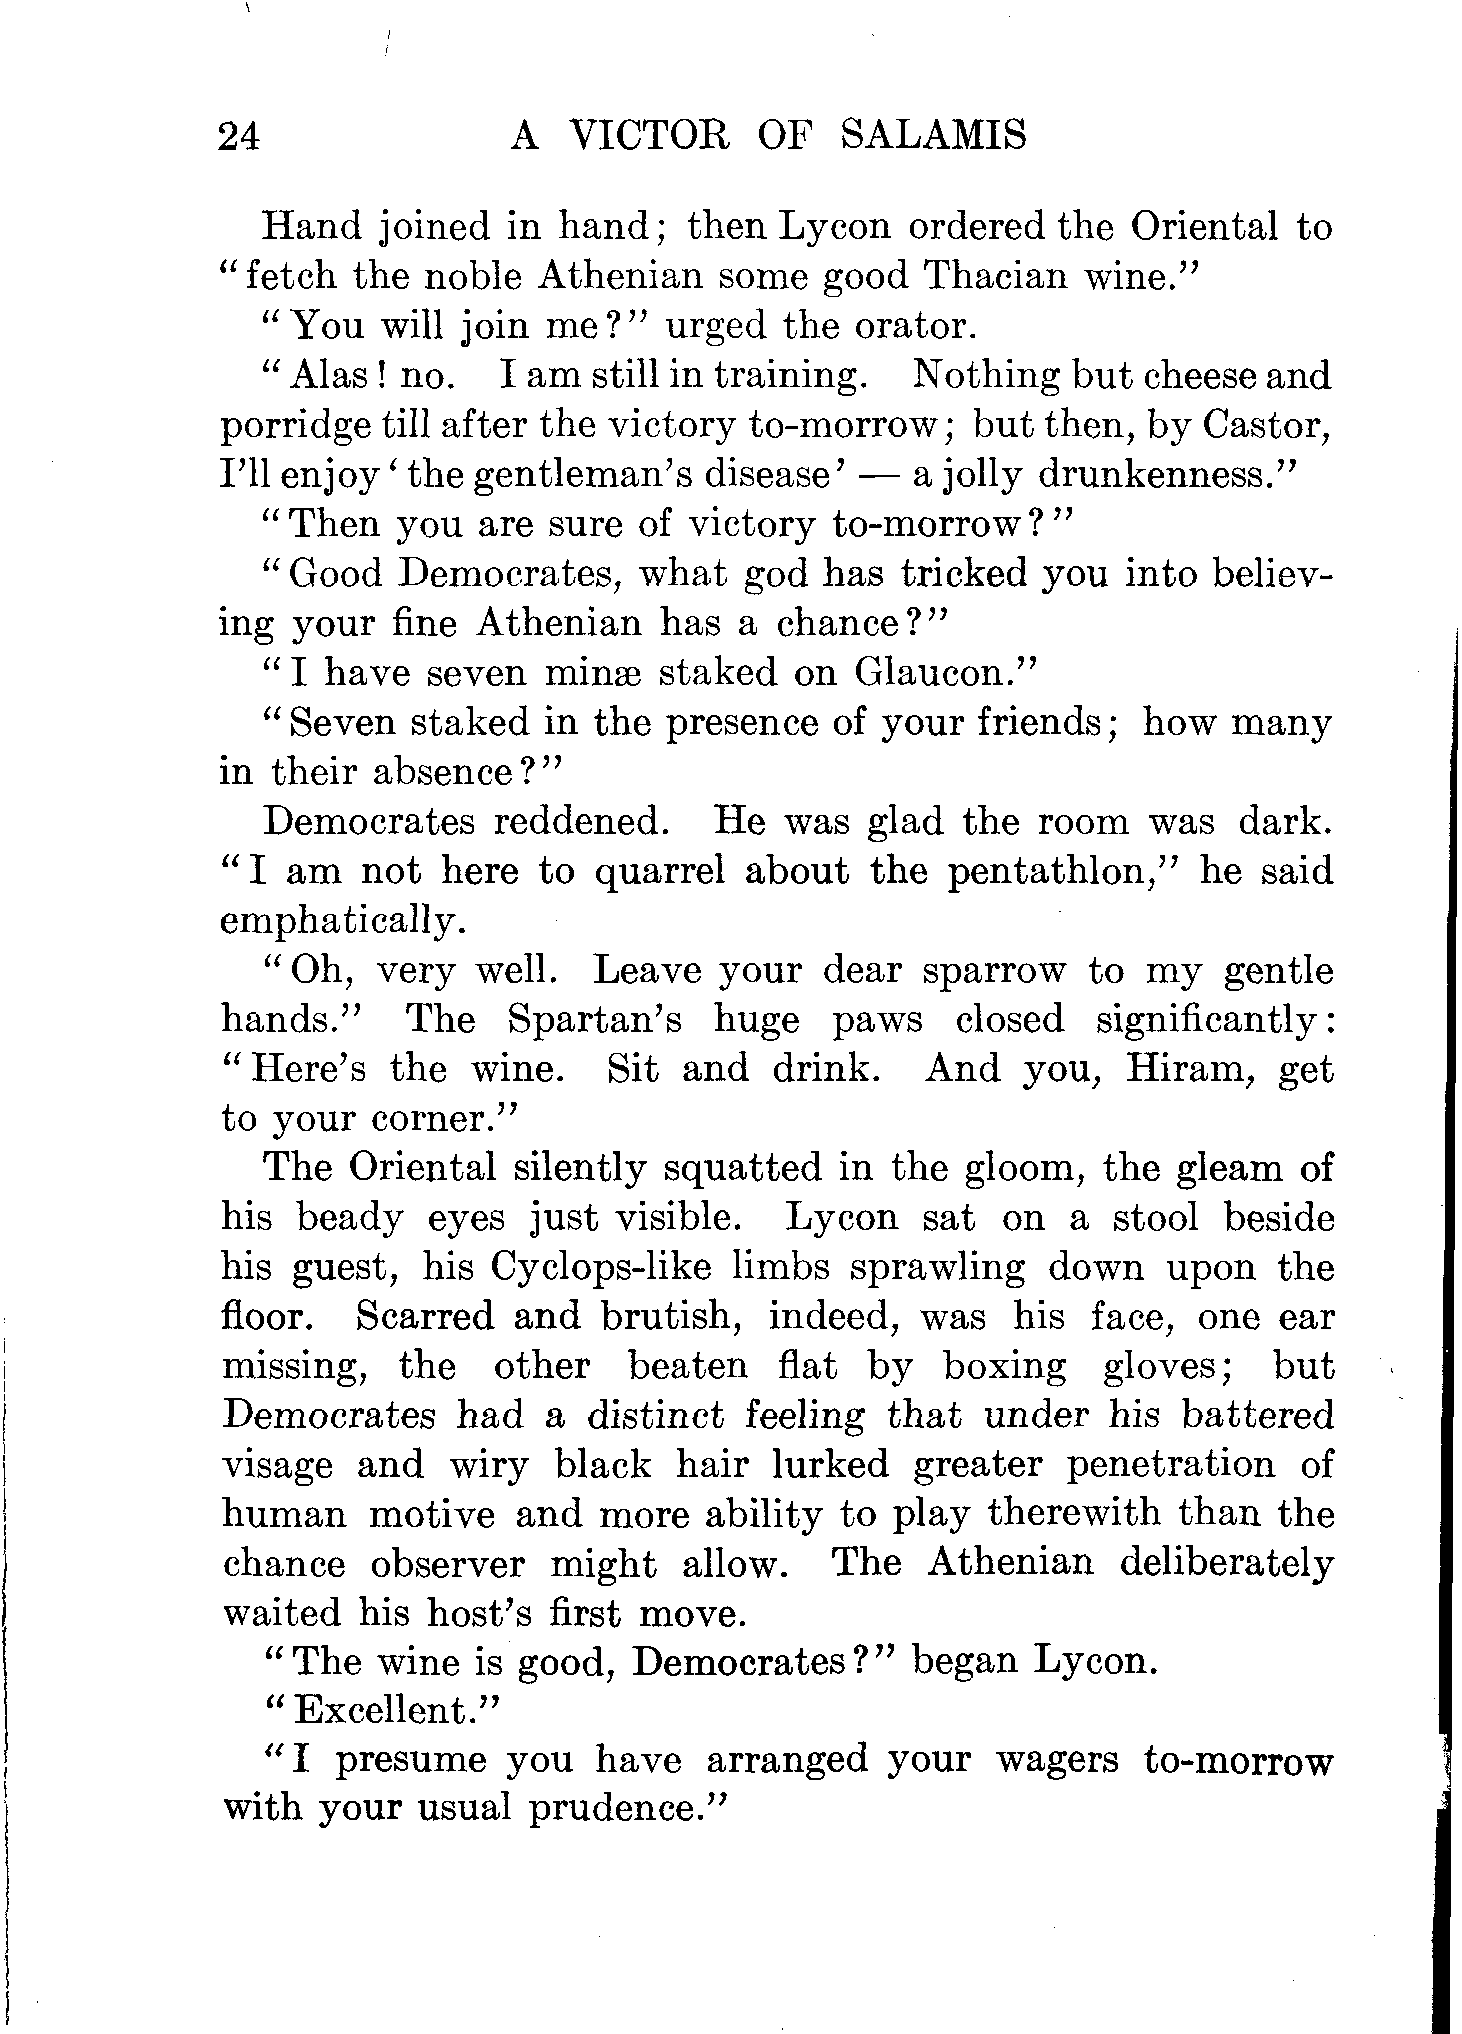 24 A VICTOR OF SALAMIS
Hand joined in hand; then Lycon ordered the Oriental to
"fetch the noble Athenian some good Thacian wine."
"You will join me?" urged the orator.
"Alas! no. I am still in training. Nothing but cheese and
porridge till after the victory to-morrow; but then, by Castor,
I'll enjoy 'the gentleman's disease' — a jolly drunkenness."
"Then you are sure of victory to-morrow?"
"Good Democrates, what god has tricked you into believ-
ing your fine Athenian has a chance?"
"I have seven minæ staked on Glaucon."
"Seven staked in the presence of your friends; how many
in their absence?"
Democrates reddened. He was glad the room was dark.
"I am not here to quarrel about the pentathlon," he said
emphatically.
"Oh, very well. Leave your dear sparrow to my gentle
hands." The Spartan's huge paws closed significantly:
"Here's the wine. Sit and drink. And you, Hiram, get
to your corner."
The Oriental silently squatted in the gloom, the gleam of
his beady eyes just visible. Lycon sat on a stool beside
his guest, his Cyclops-like limbs sprawling down upon the
floor. Scarred and brutish, indeed, was his face, one ear
missing, the other beaten flat by boxing gloves; but
Democrates had a distinct feeling that under his battered
visage and wiry black hair lurked greater penetration of
human motive and more ability to play therewith than the
chance observer might allow. The Athenian deliberately
waited his host's first move.
"The wine is good, Democrates?" began Lycon.
"Excellent."
"I presume you have arranged your wagers to-morrow
with your usual prudence."